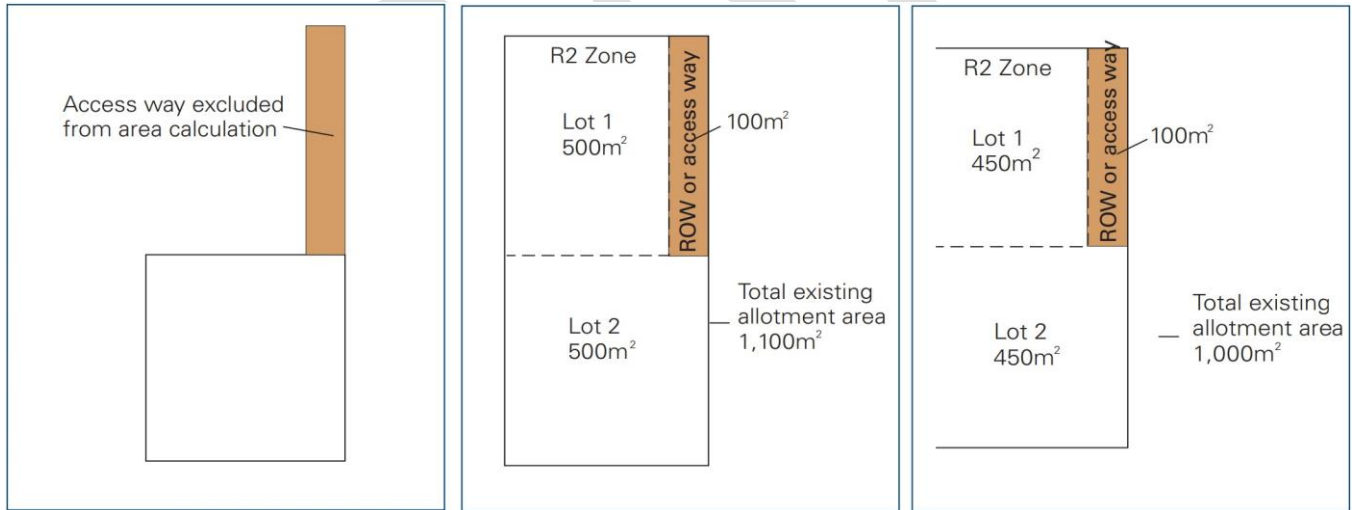 Access way excluded
from area calculation
R2 Zone
Lot 1
500m²
ROW or access way
100m²
Lot 2
500m²
Total existing
allotment area
1,100m²
R2 Zone
Lot 1
450m²
ROW or access way
100m²
Lot 2
450m²
Total existing
allotment area
1,000m²